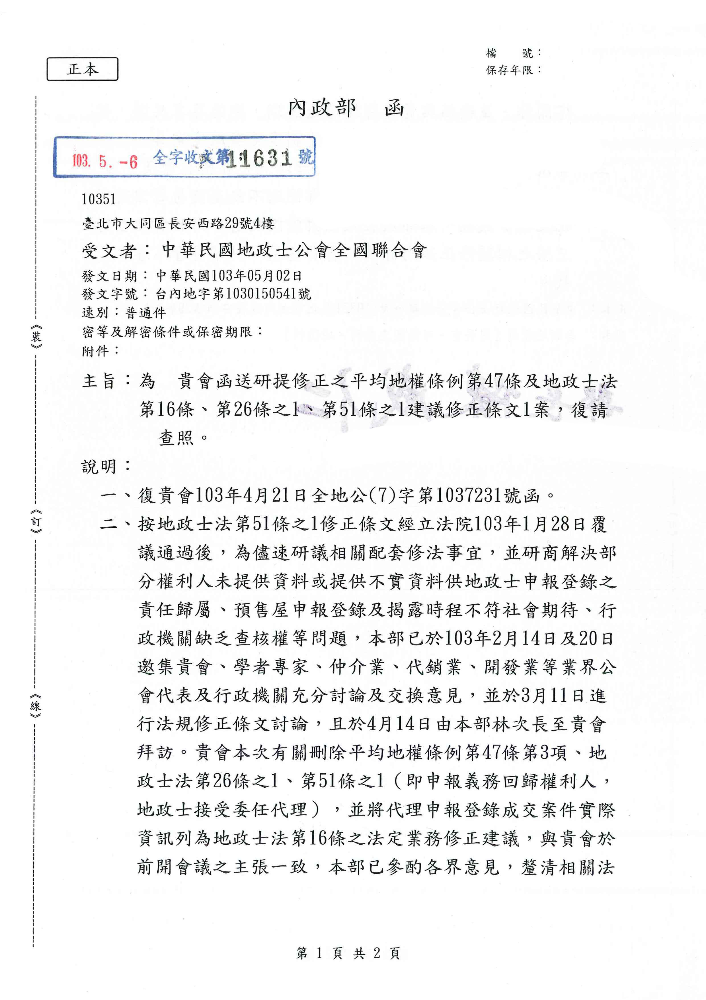 檔　　號：
保存年限：
正本
內政部　函
103. 5. -6 全字收文第11631號
10351
臺北市大同區長安西路29號4樓
受文者：中華民國地政士公會全國聯合會
發文日期：中華民國103年05月02日
發文字號：台內地字第1030150541號
速別：普通件
密等及解密條件或保密期限：
附件：
主旨：為　貴會函送研提修正之平均地權條例第47條及地政士法
第16條、第26條之1、第51條之1建議修正條文1案，復請
查照。
說明：
一、復貴會103年4月21日全地公(7)字第1037231號函。
二、按地政士法第51條之1修正條文經立法院103年1月28日覆
議通過後，為儘速研議相關配套修法事宜，並研商解決部
分權利人未提供資料或提供不實資料供地政士申報登錄之
責任歸屬、預售屋申報登錄及揭露時程不符社會期待、行
政機關缺乏查核權等問題，本部已於103年2月14日及20日
邀集貴會、學者專家、仲介業、代銷業、開發業等業界公
會代表及行政機關充分討論及交換意見，並於3月11日進
行法規修正條文討論，且於4月14日由本部林次長至貴會
拜訪。貴會本次有關刪除平均地權條例第47條第3項、地
政士法第26條之1、第51條之1（即申報義務回歸權利人，
地政士接受委任代理），並將代理申報登錄成交案件實際
資訊列為地政士法第16條之法定業務修正建議，與貴會於
前開會議之主張一致，本部已參酌各界意見，釐清相關法
《裝》
《訂》
《線》
第 1 頁 共 2 頁